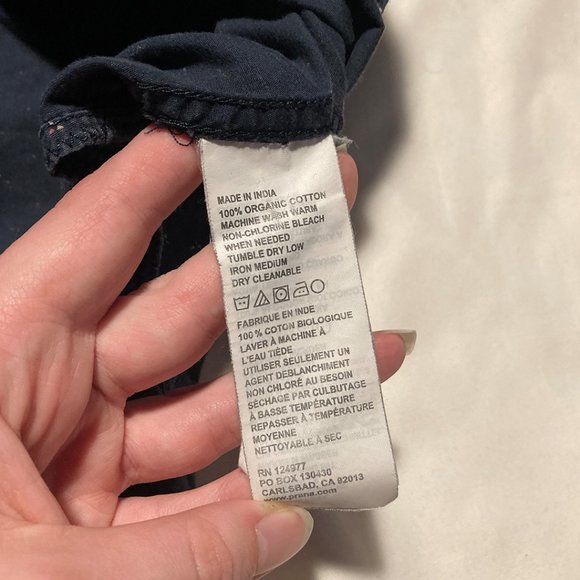 MADE IN INDIA
100% ORGANIC COTTON
MACHINE WASH WARM
NON-CHLORINE BLEACH
WHEN NEEDED
TUMBLE DRY LOW
IRON MEDIUM
DRY CLEANABLE
FABRIQUE EN INDE
100% COTON BIOLOGIQUE
LAVER À MACHINE À
L'EAU TIÈDE
UTILISER SEULEMENT UN
AGENT DEBLANCHIMENT
NON CHLORÉ AU BESOIN
SÉCHAGE PAR CULBUTAGE
À BASSE TEMPÉRATURE
REPASSER À TEMPÉRATURE
MOYENNE
NETTOYABLE À SEC
RN 124977
PO BOX 130430
CARLSBAD, CA 92013
www.prana.com